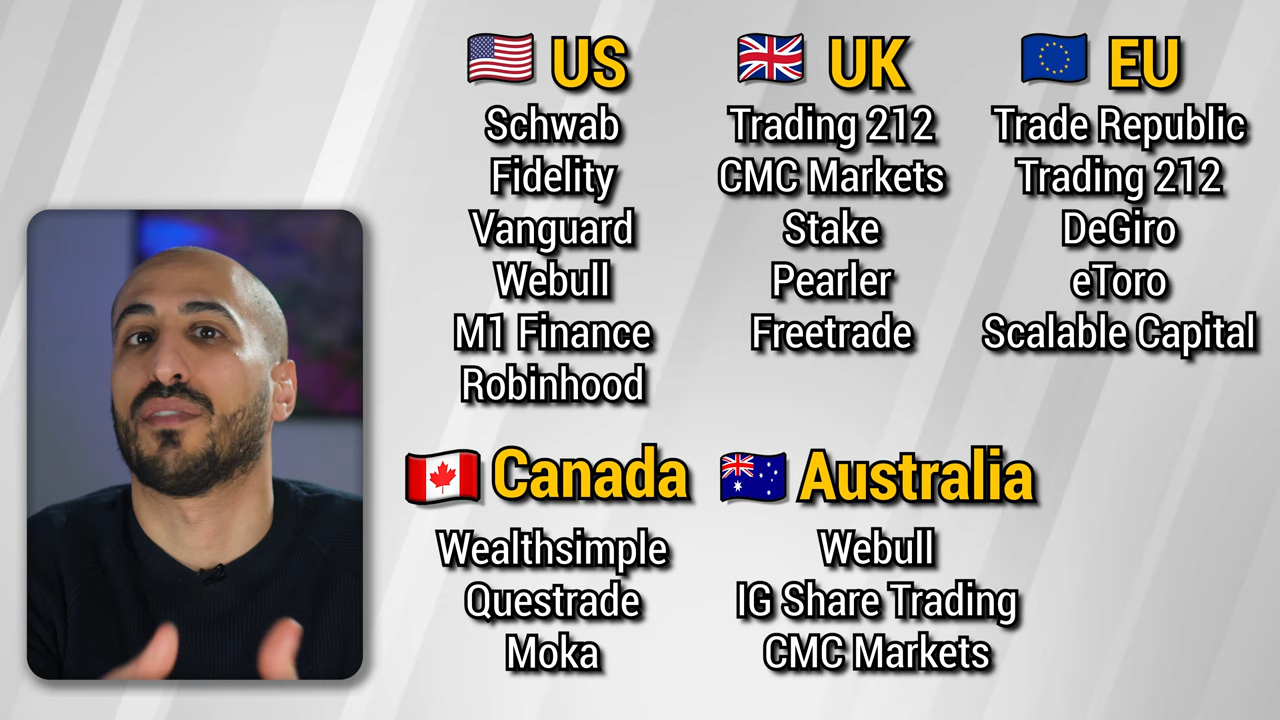 US
Schwab
Fidelity
Vanguard
Webull
M1 Finance
Robinhood
UK
Trading 212
CMC Markets
Stake
Pearler
Freetrade
EU
Trade Republic
Trading 212
DeGiro
eToro
Scalable Capital
Canada
Wealthsimple
Questrade
Moka
Australia
Webull
IG Share Trading
CMC Markets